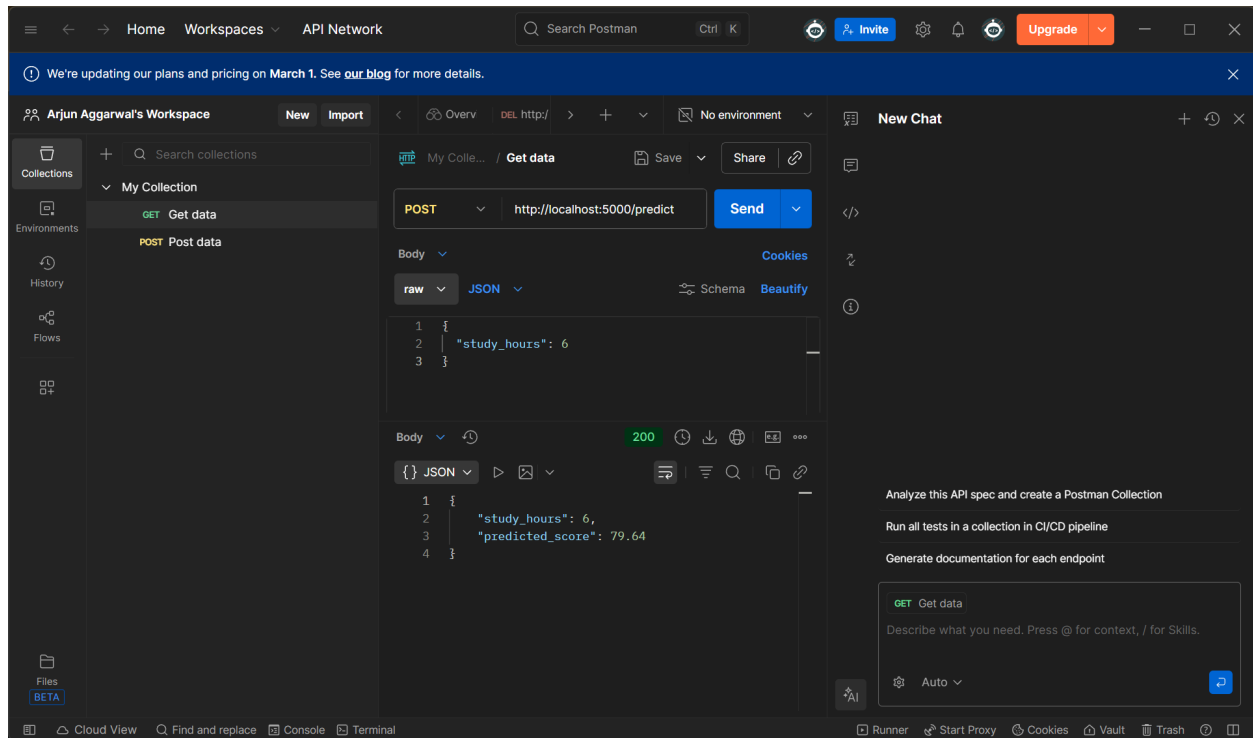 Home Workspaces API Network Search Postman Ctrl K Invite Upgrade
We're updating our plans and pricing on March 1. See our blog for more details.
Arjun Aggarwal's Workspace New Import
Overv DEL http:/ No environment
New Chat
Collections
Environments
History
Flows
Files
BETA
Search collections
My Collection
GET Get data
POST Post data
HTTP My Colle... / Get data Save Share
POST http://localhost:5000/predict Send
Body Cookies
raw JSON Schema Beautify
1 {
2 "study_hours": 6
3 }
Body 200 e.g.
{} JSON
1 {
2 "study_hours": 6,
3 "predicted_score": 79.64
4 }
Analyze this API spec and create a Postman Collection
Run all tests in a collection in CI/CD pipeline
Generate documentation for each endpoint
GET Get data
Describe what you need. Press @ for context, / for Skills.
Auto
AI
Cloud View Find and replace Console Terminal Runner Start Proxy Cookies Vault Trash